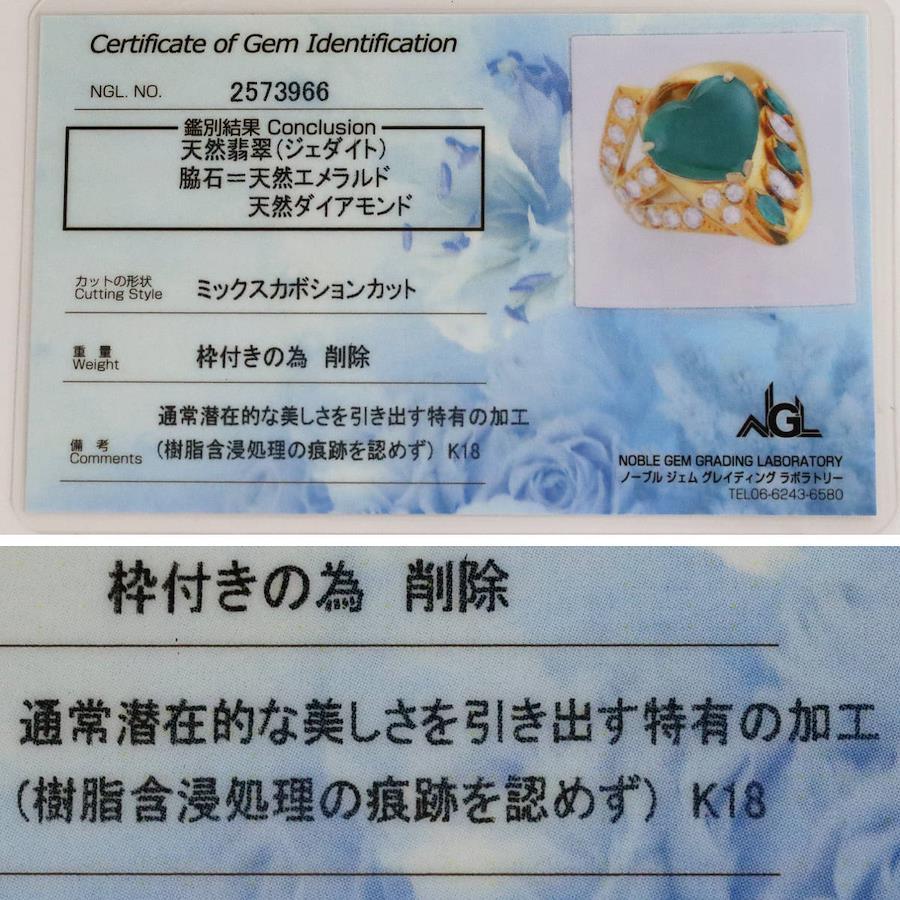 Certificate of Gem Identification
NGL. NO. 2573966
鑑別結果 Conclusion
天然翡翠(ジェダイト)
脇石=天然エメラルド
天然ダイアモンド
カットの形状
Cutting Style
ミックスカボションカット
重量
Weight
枠付きの為 削除
通常潜在的な美しさを引き出す特有の加工
備考
Comments
(樹脂含浸処理の痕跡を認めず) K18
NGL
NOBLE GEM GRADING LABORATORY
ノーブル ジェム グレイディング ラボラトリー
TEL06-6243-6580
枠付きの為 削除
通常潜在的な美しさを引き出す特有の加工
(樹脂含浸処理の痕跡を認めず) K18